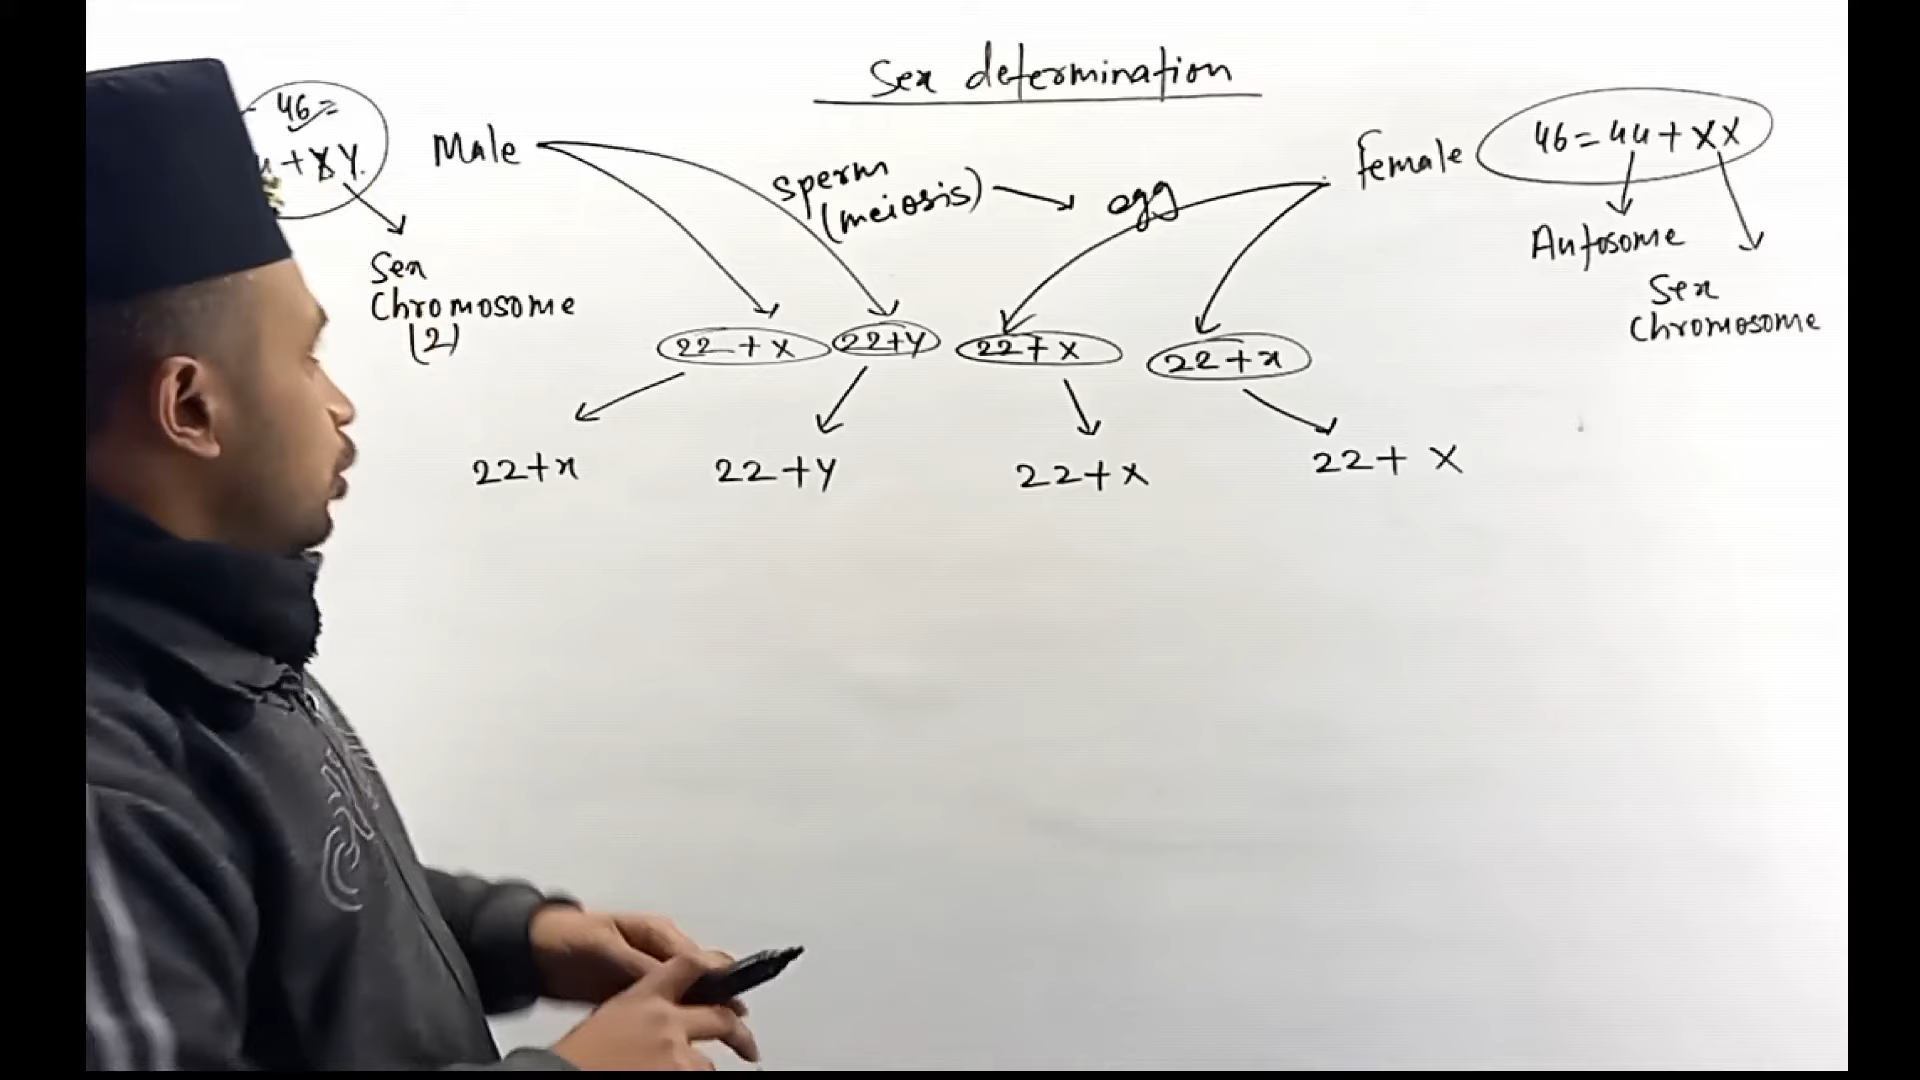 Sex determination
46=
+ XY.
Male
Sex
Chromosome
(2)
sperm
(meiosis)
egg
female
46 = 44 + XX
Autosome
Sex
Chromosome
22 + X
22+y
22+ X
22+x
22+x
22+y
22+x
22+ X